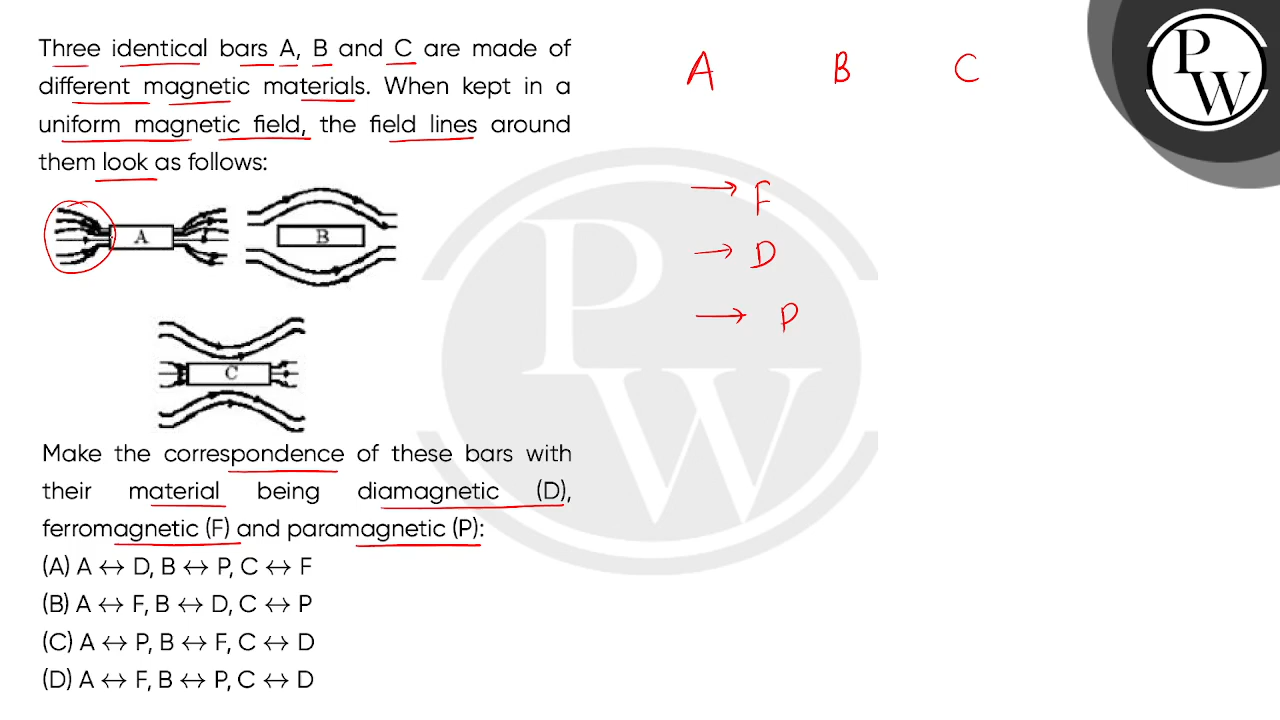 Three identical bars A, B and C are made of
different magnetic materials. When kept in a
uniform magnetic field, the field lines around
them look as follows:
A
B
C
Make the correspondence of these bars with
their material being diamagnetic (D),
ferromagnetic (F) and paramagnetic (P):
(A) A ↔ D, B ↔ P, C ↔ F
(B) A ↔ F, B ↔ D, C ↔ P
(C) A ↔ P, B ↔ F, C ↔ D
(D) A ↔ F, B ↔ P, C ↔ D
A B C
→ F
→ D
→ P
PW
PW